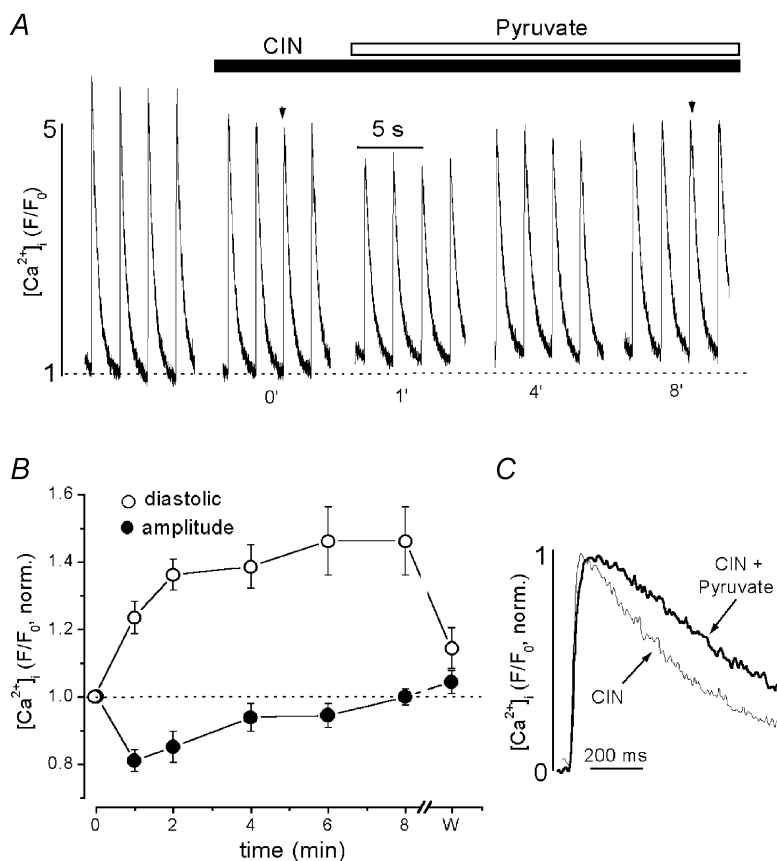 A
CIN
Pyruvate
5
5 s
[Ca2+]i (F/F0)
1
0'
1'
4'
8'
B
diastolic
amplitude
1.6
1.4
1.2
1.0
0.8
[Ca2+]i (F/F0, norm.)
0
2
4
6
8
W
time (min)
C
1
CIN +
Pyruvate
CIN
[Ca2+]i (F/F0, norm.)
0
200 ms